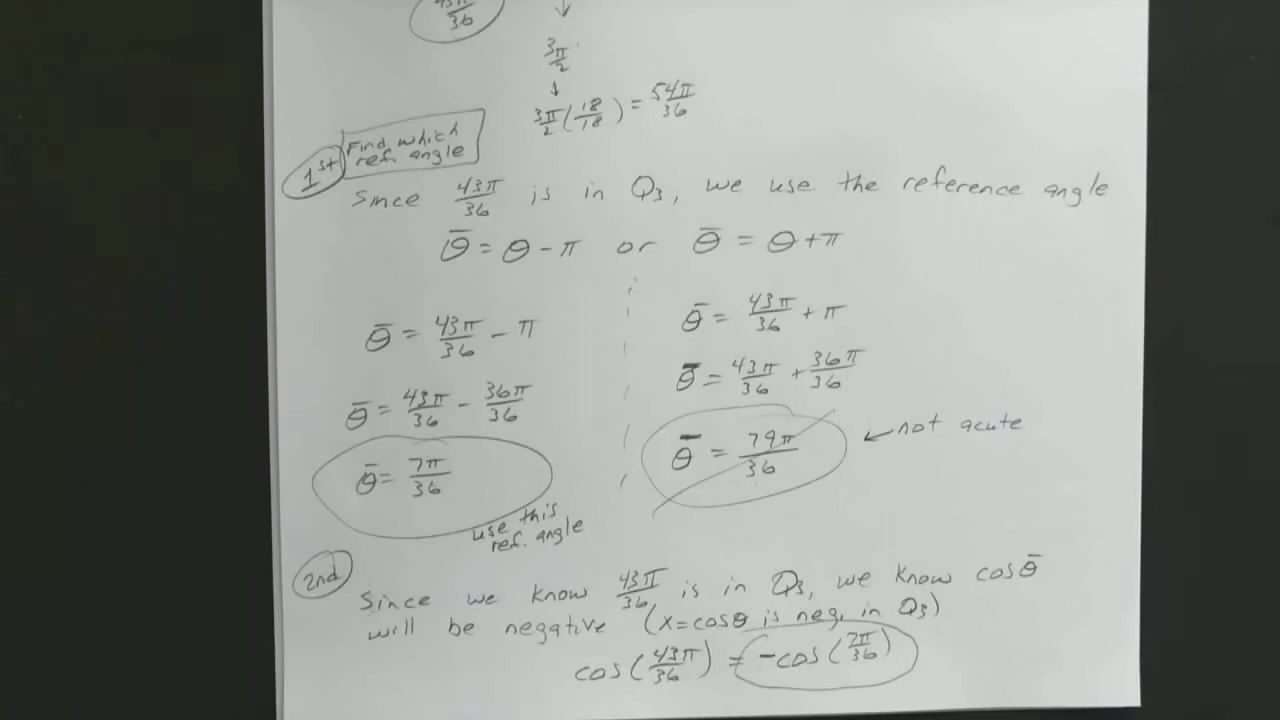 43π/36
↓
3π/2
↓
3π/2 (18/18) = 54π/36
1st Find which ref. angle
Since 43π/36 is in Q3, we use the reference angle
θ̄ = θ - π or θ̄ = θ + π
θ̄ = 43π/36 - π
θ̄ = 43π/36 - 36π/36
θ̄ = 7π/36
use this
ref. angle
θ̄ = 43π/36 + π
θ̄ = 43π/36 + 36π/36
θ̄ = 79π/36 ← not acute
2nd
Since we know 43π/36 is in Q3, we know cos θ̄
will be negative (x=cosθ is neg. in Q3)
cos(43π/36) = -cos(7π/36)